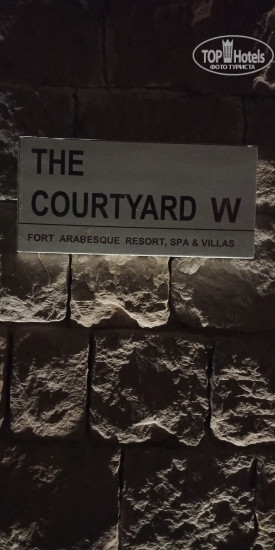 TOP Hotels
ФОТО ТУРИСТА
THE
COURTYARD W
FORT ARABESQUE RESORT, SPA & VILLAS